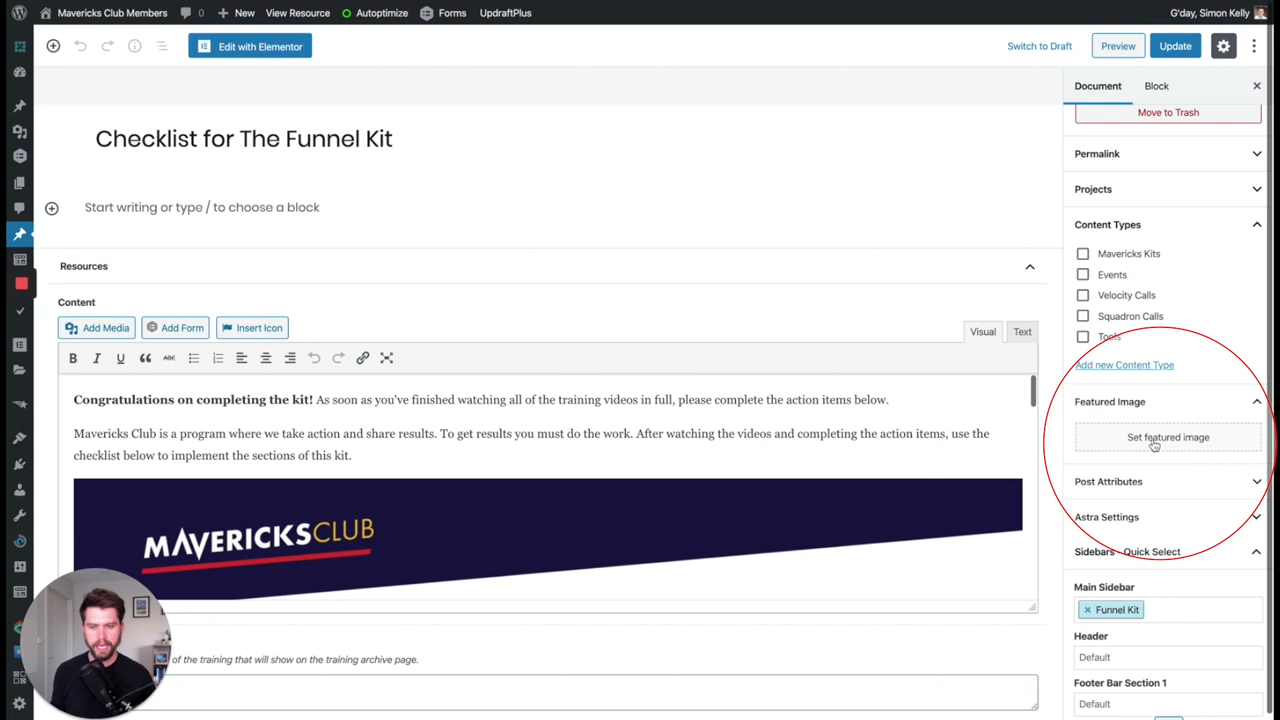 Mavericks Club Members
0
New
View Resource
Autoptimize
Forms
UpdraftPlus
G'day, Simon Kelly
Edit with Elementor
Switch to Draft
Preview
Update
Document
Block
Move to Trash
Checklist for The Funnel Kit
Permalink
Projects
Start writing or type / to choose a block
Content Types
Mavericks Kits
Resources
Events
Velocity Calls
Content
Squadron Calls
Add Media
Add Form
Insert Icon
Visual
Text
Tools
B I U ABC
Add new Content Type
Congratulations on completing the kit! As soon as you've finished watching all of the training videos in full, please complete the action items below.
Featured Image
Mavericks Club is a program where we take action and share results. To get results you must do the work. After watching the videos and completing the action items, use the
checklist below to implement the sections of this kit.
Set featured image
Post Attributes
MAVERICKSCLUB
Astra Settings
Sidebars - Quick Select
Main Sidebar
Funnel Kit
Header
Default
of the training that will show on the training archive page.
Footer Bar Section 1
Default